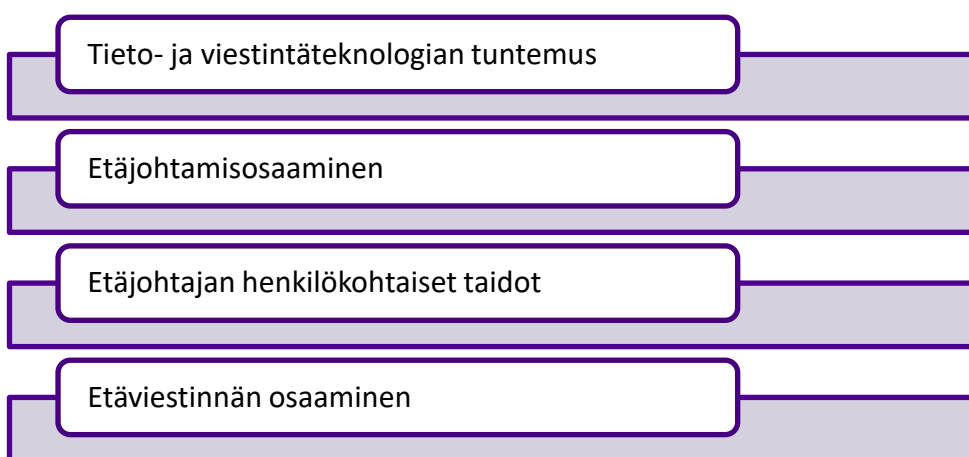 Tieto- ja viestintäteknologian tuntemus
Etäjohtamisosaaminen
Etäjohtajan henkilökohtaiset taidot
Etäviestinnän osaaminen